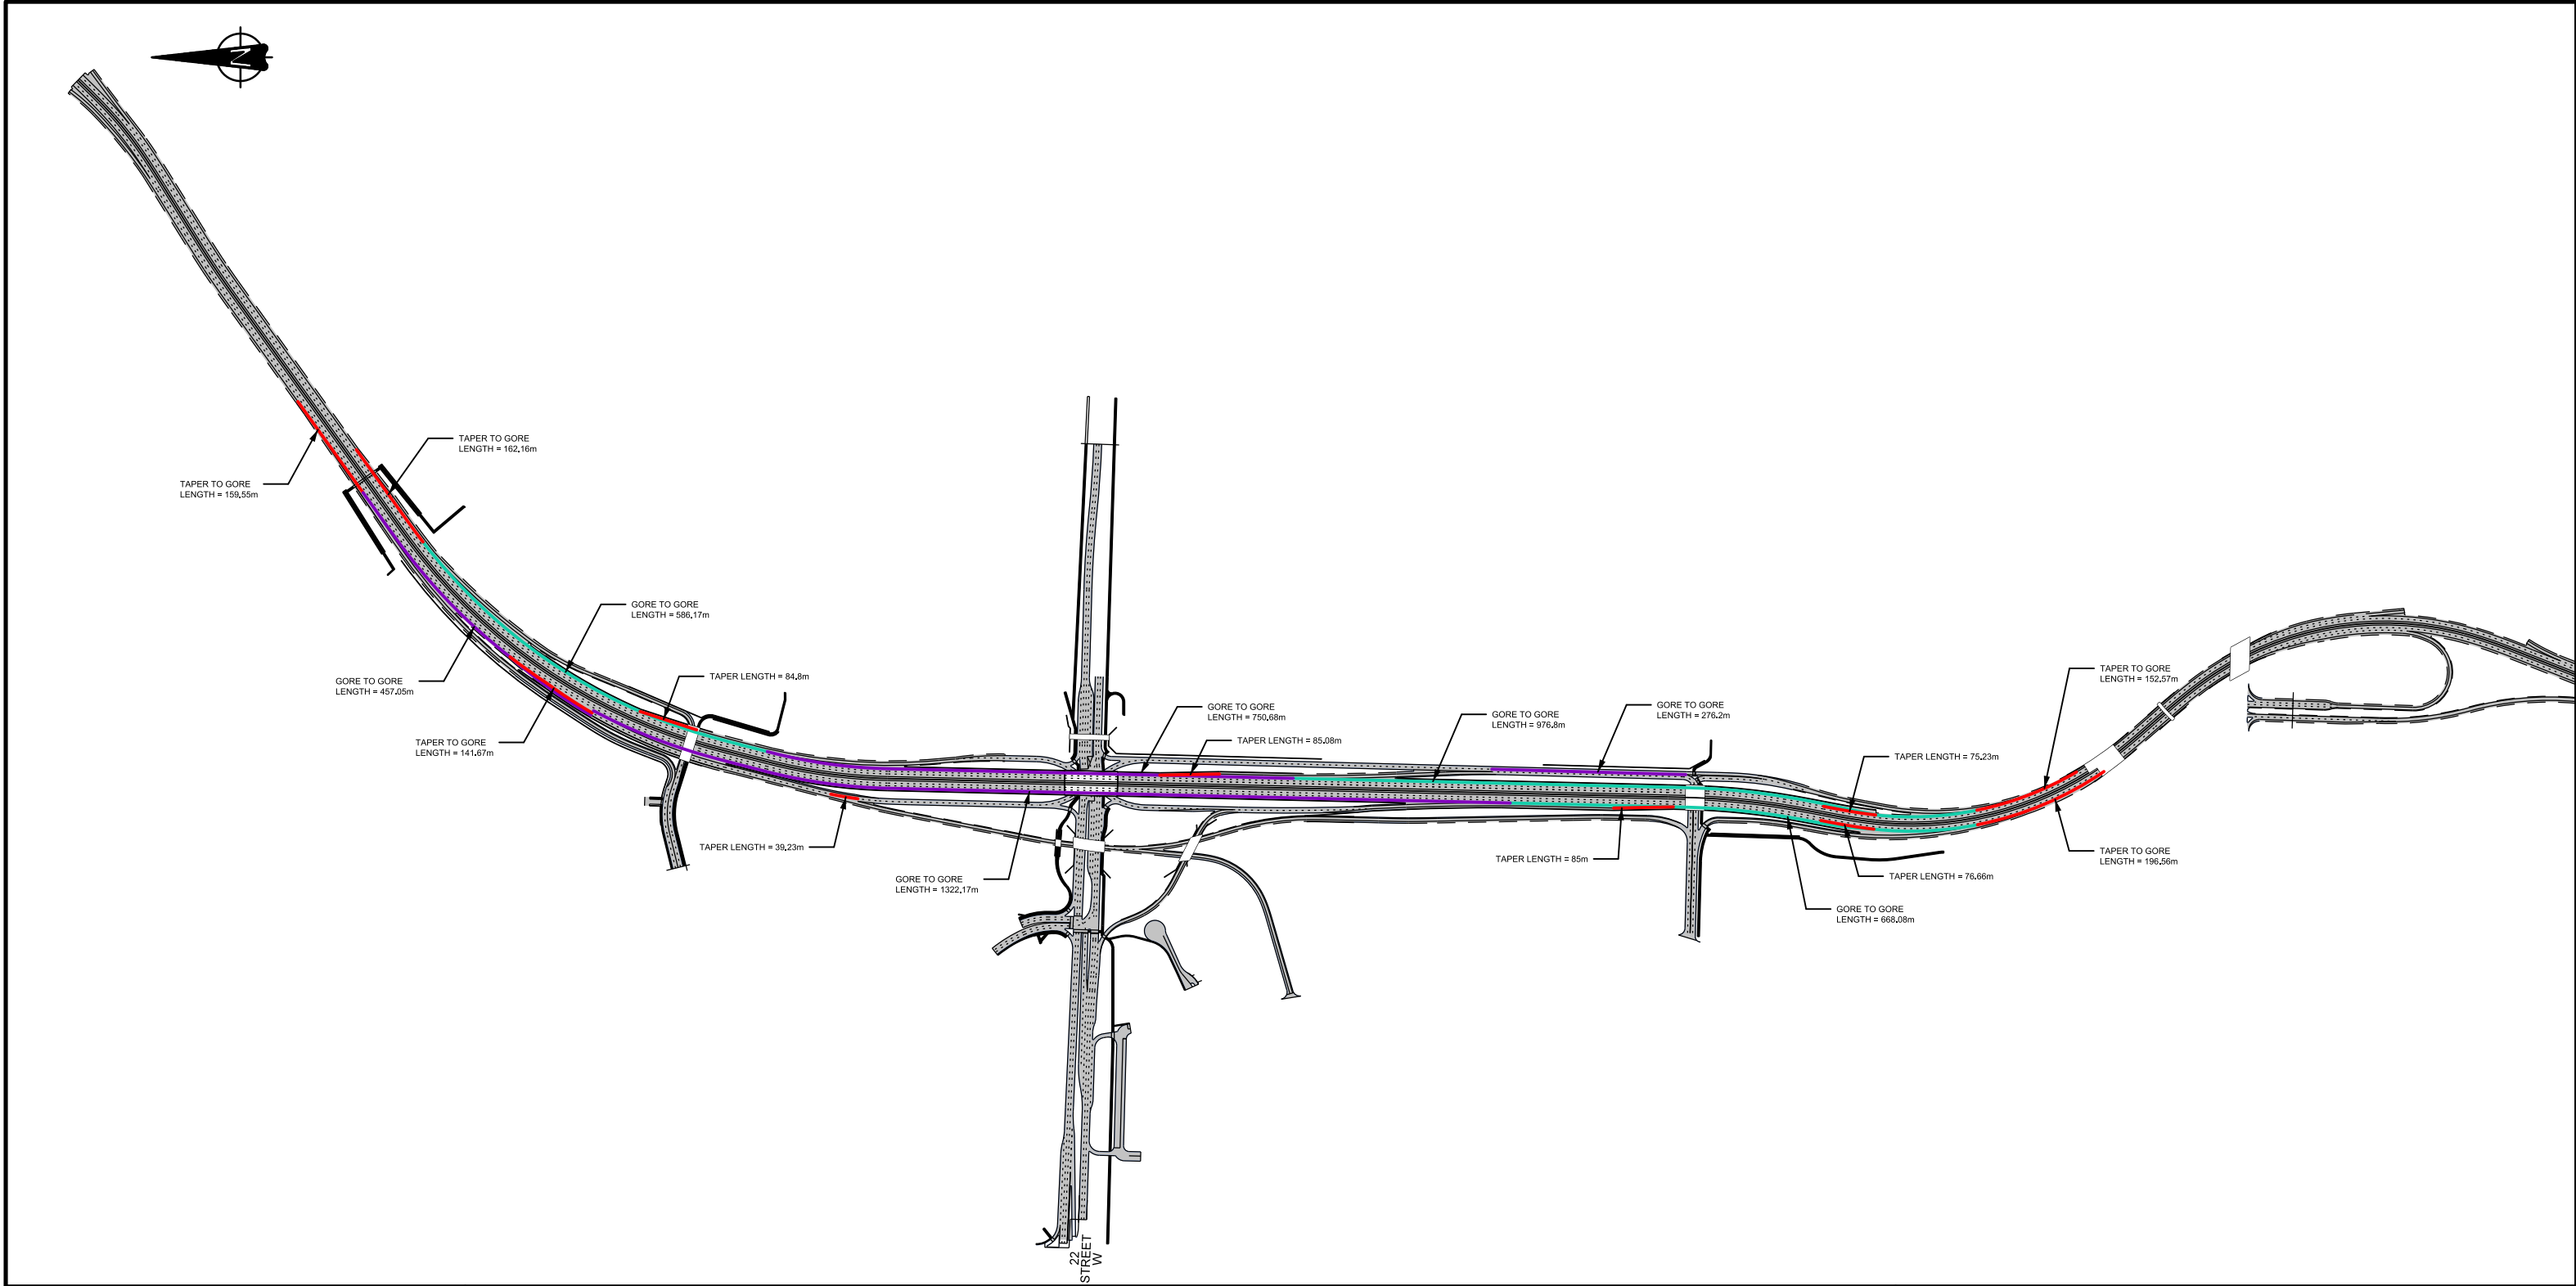 N
TAPER TO GORE
LENGTH = 162.16m
TAPER TO GORE
LENGTH = 159.55m
GORE TO GORE
LENGTH = 586.17m
GORE TO GORE
LENGTH = 457.05m
TAPER LENGTH = 84.8m
TAPER TO GORE
LENGTH = 141.67m
TAPER LENGTH = 39.23m
GORE TO GORE
LENGTH = 1322.17m
GORE TO GORE
LENGTH = 750.68m
TAPER LENGTH = 85.08m
GORE TO GORE
LENGTH = 976.8m
GORE TO GORE
LENGTH = 276.2m
TAPER TO GORE
LENGTH = 152.57m
TAPER LENGTH = 75.23m
TAPER LENGTH = 85m
TAPER TO GORE
LENGTH = 196.56m
TAPER LENGTH = 76.66m
GORE TO GORE
LENGTH = 668.08m
22
STREET
W